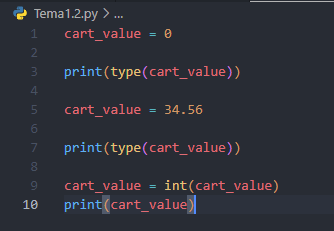 Tema1.2.py > ...
1 cart_value = 0
2
3 print(type(cart_value))
4
5 cart_value = 34.56
6
7 print(type(cart_value))
8
9 cart_value = int(cart_value)
10 print(cart_value)